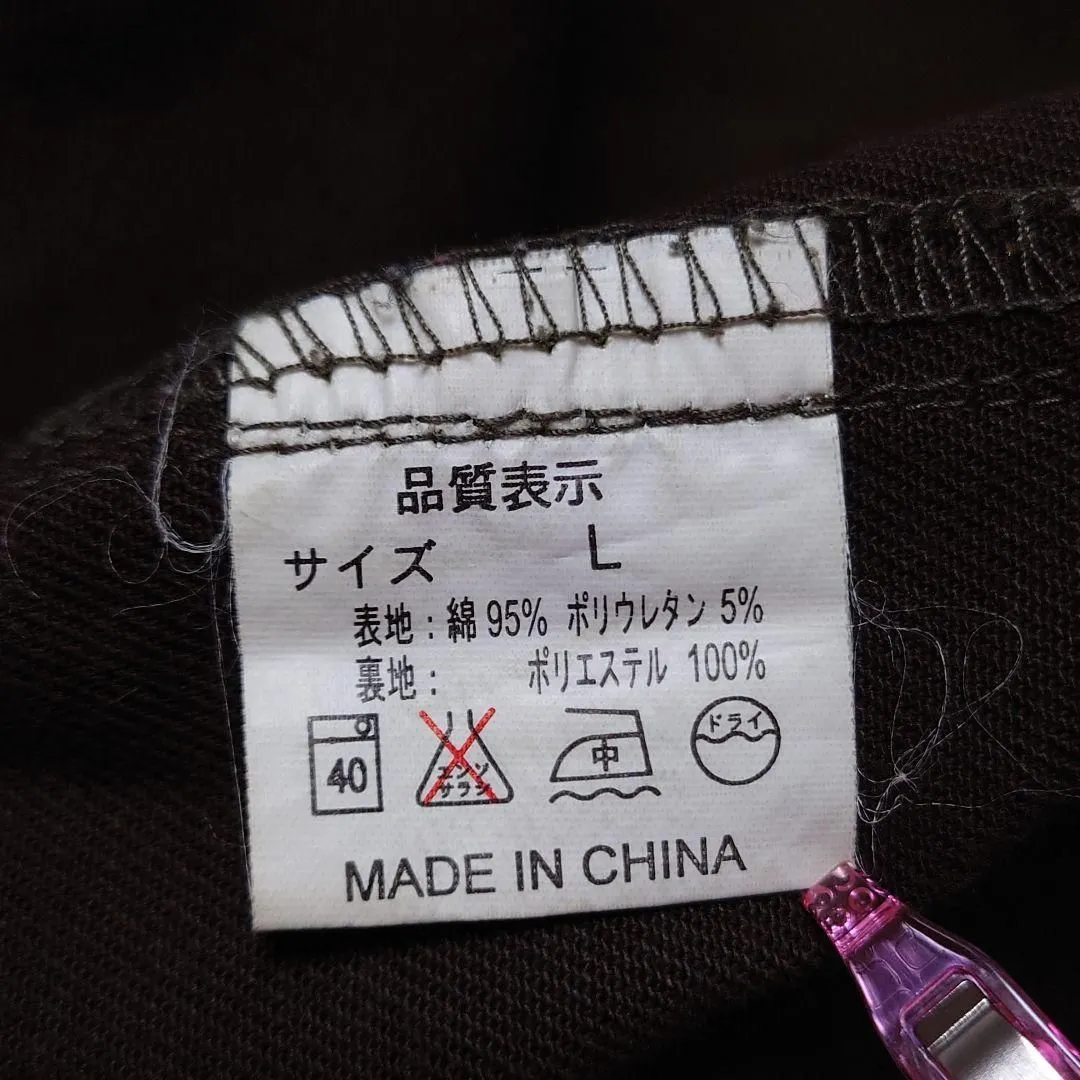 品質表示
サイズ L
表地：綿 95% ポリウレタン 5%
裏地： ポリエステル 100%
40 エンソサラシ 中 ドライ
MADE IN CHINA